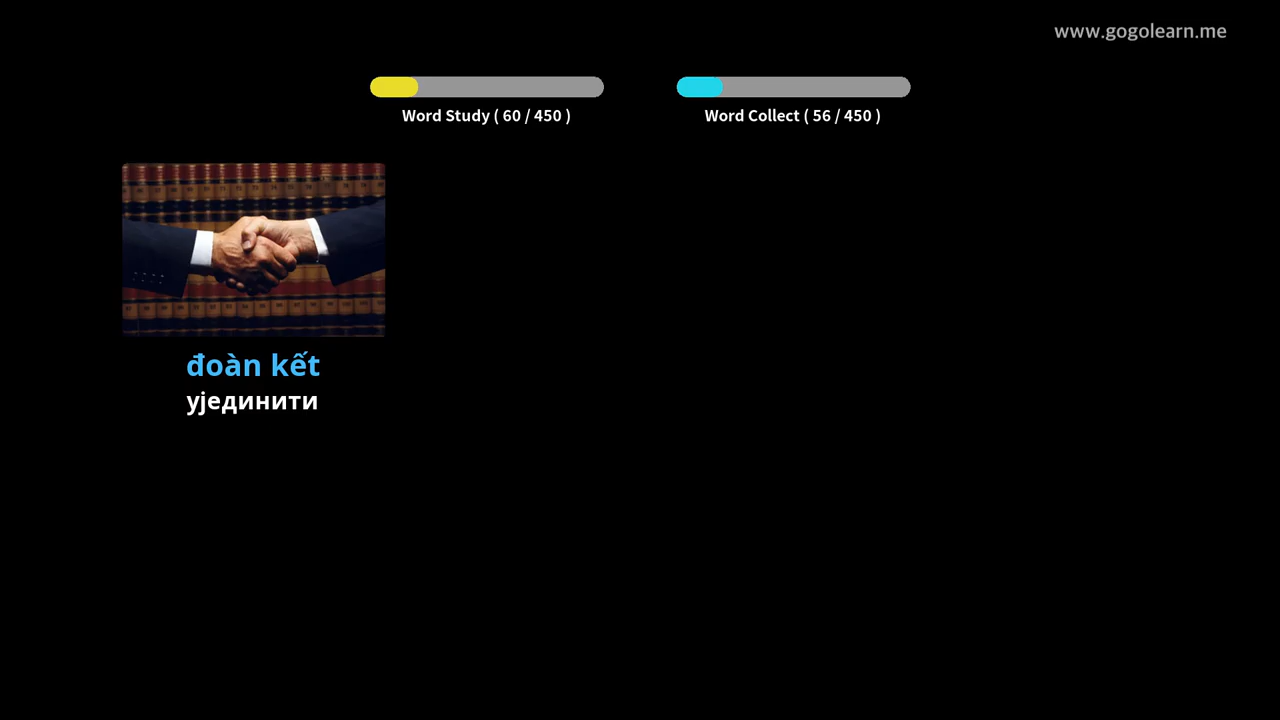 www.gogolearn.me
Word Study ( 60 / 450 )
Word Collect ( 56 / 450 )
đoàn kết
ујединити